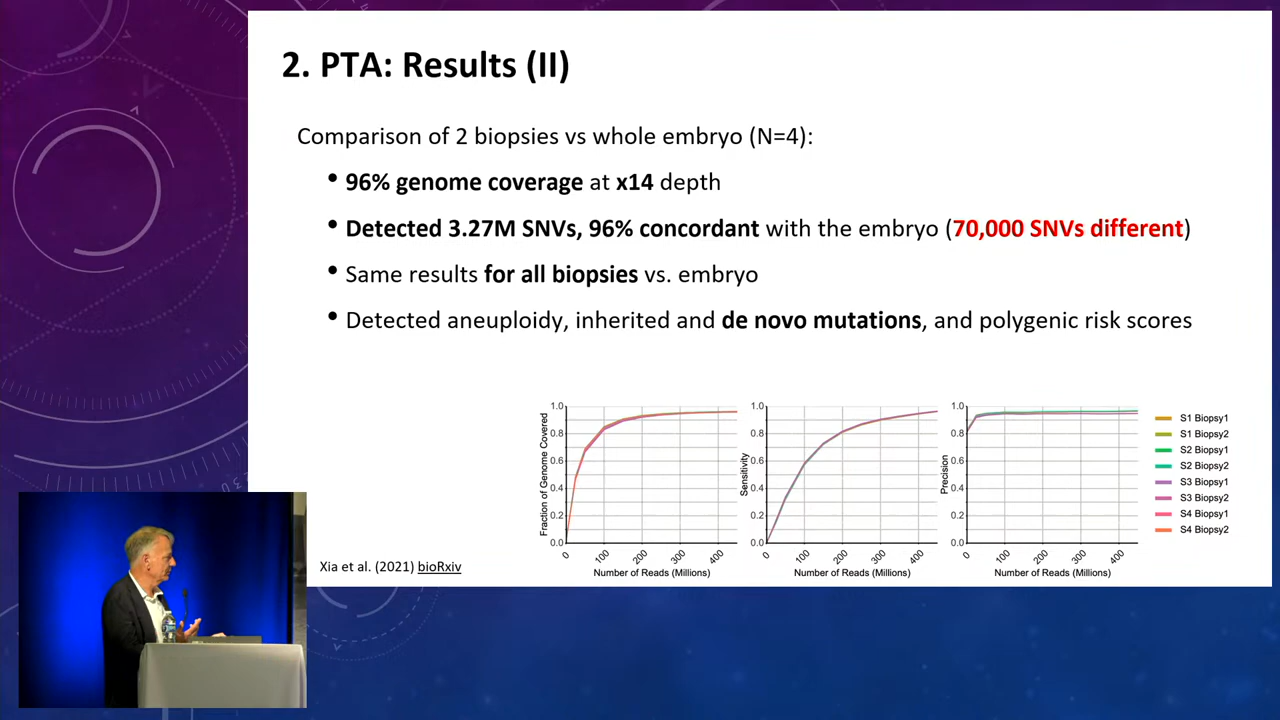 2. PTA: Results (II)
Comparison of 2 biopsies vs whole embryo (N=4):
• 96% genome coverage at x14 depth
• Detected 3.27M SNVs, 96% concordant with the embryo (70,000 SNVs different)
• Same results for all biopsies vs. embryo
• Detected aneuploidy, inherited and de novo mutations, and polygenic risk scores
Fraction of Genome Covered
1.0
0.8
0.6
0.4
0.2
0.0
0 100 200 300 400
Number of Reads (Millions)
Sensitivity
1.0
0.8
0.6
0.4
0.2
0.0
0 100 200 300 400
Number of Reads (Millions)
Precision
1.0
0.8
0.6
0.4
0.2
0.0
0 100 200 300 400
Number of Reads (Millions)
S1 Biopsy1
S1 Biopsy2
S2 Biopsy1
S2 Biopsy2
S3 Biopsy1
S3 Biopsy2
S4 Biopsy1
S4 Biopsy2
Xia et al. (2021) bioRxiv